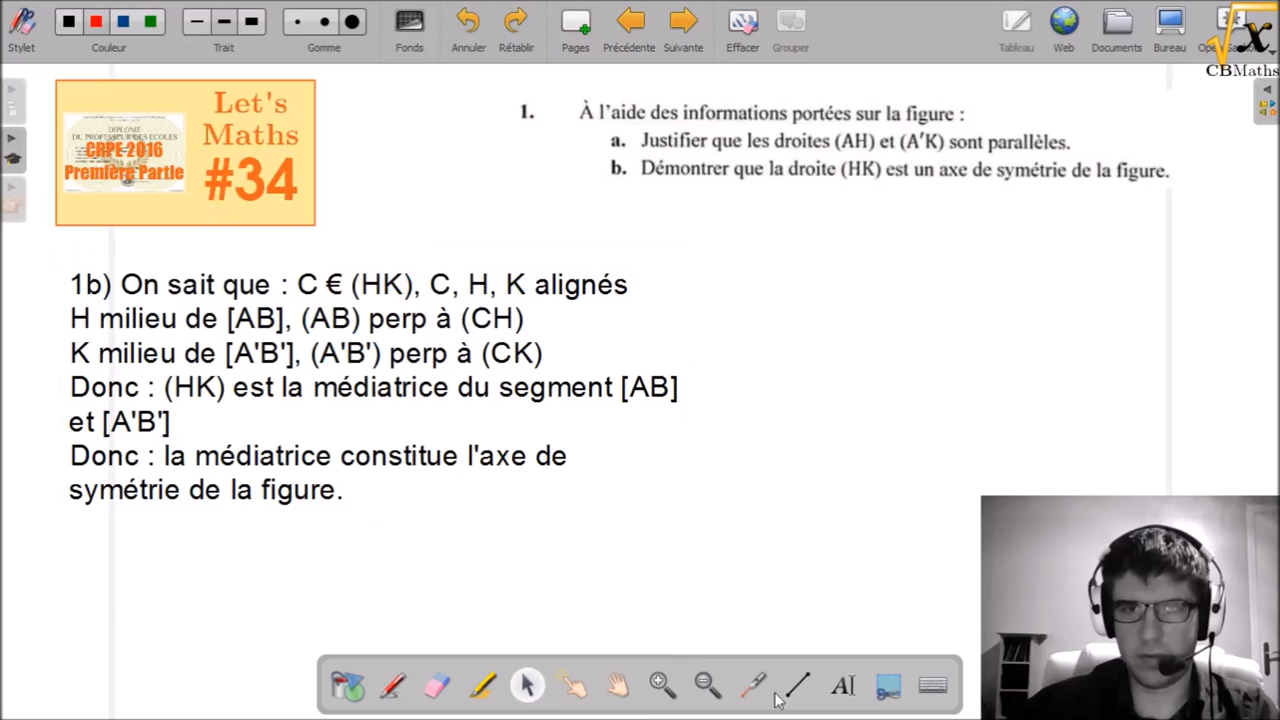 Stylet
Couleur
Trait
Gomme
Fonds
Annuler
Rétablir
Pages
Précédente
Suivante
Effacer
Grouper
Tableau
Web
Documents
Bureau
CBMaths
Let's
Maths
#34
DU PROFESSEUR DES ECOLES
CRPE 2016
Première Partie
1. À l'aide des informations portées sur la figure :
a. Justifier que les droites (AH) et (A'K) sont parallèles.
b. Démontrer que la droite (HK) est un axe de symétrie de la figure.
1b) On sait que : C € (HK), C, H, K alignés
H milieu de [AB], (AB) perp à (CH)
K milieu de [A'B'], (A'B') perp à (CK)
Donc : (HK) est la médiatrice du segment [AB]
et [A'B']
Donc : la médiatrice constitue l'axe de
symétrie de la figure.